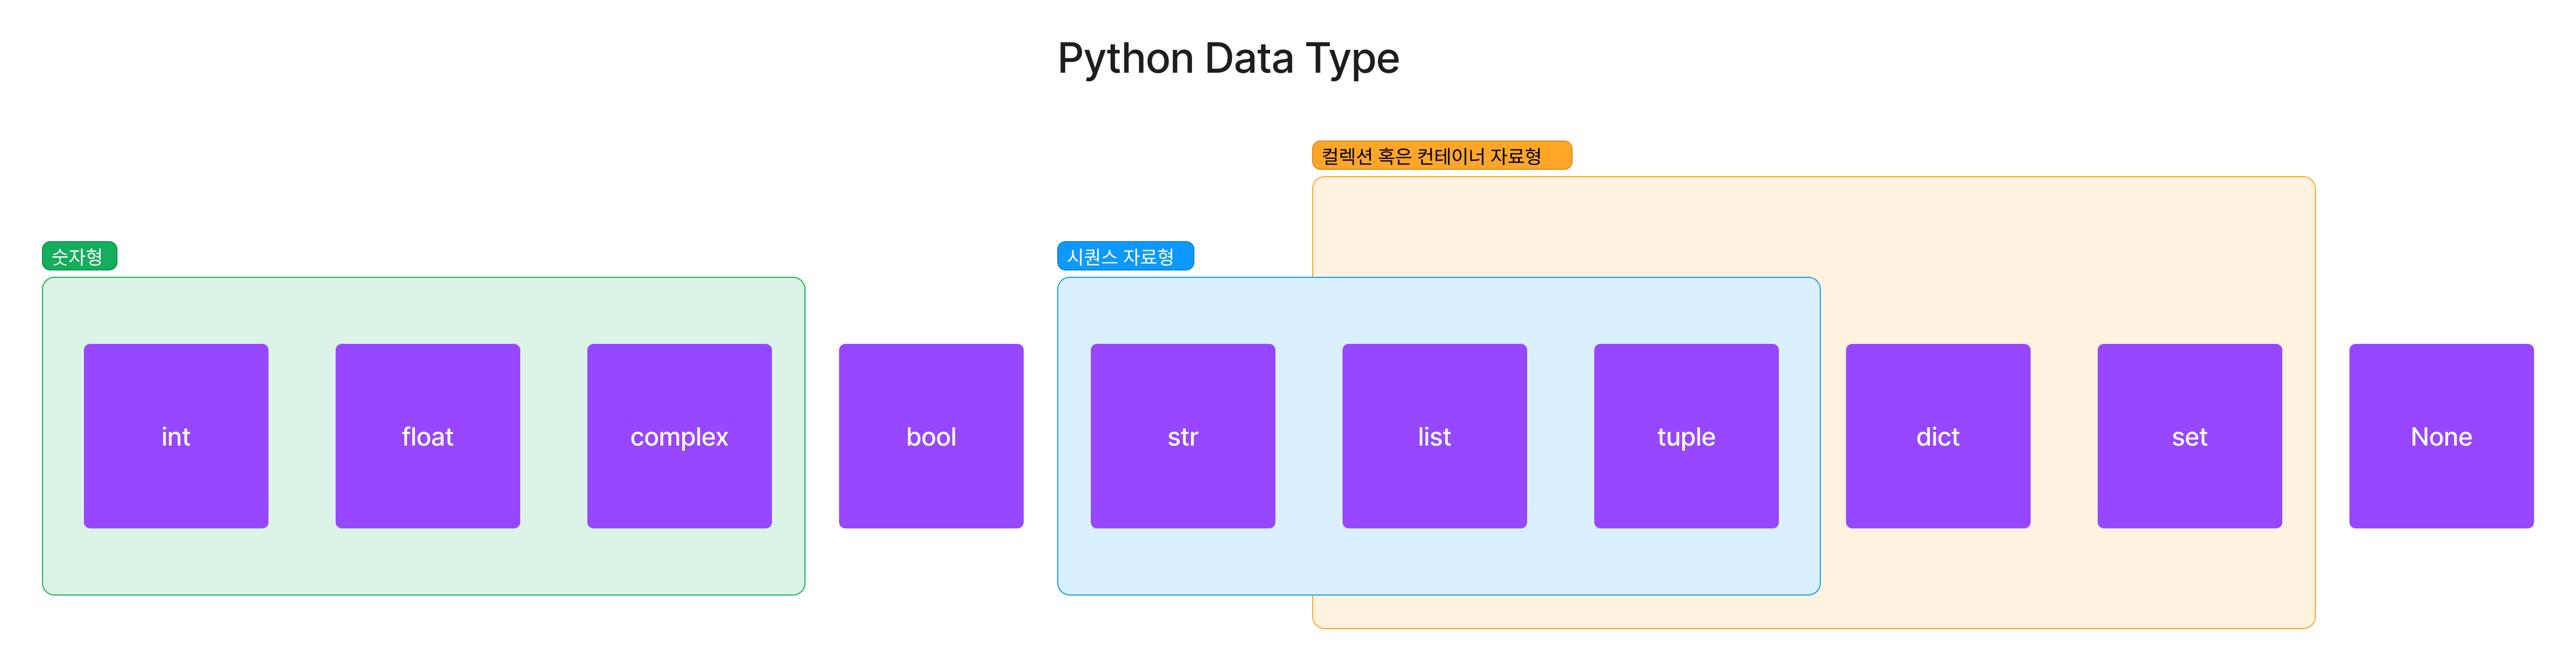 Python Data Type
컬렉션 혹은 컨테이너 자료형
숫자형
시퀀스 자료형
int
float
complex
bool
str
list
tuple
dict
set
None